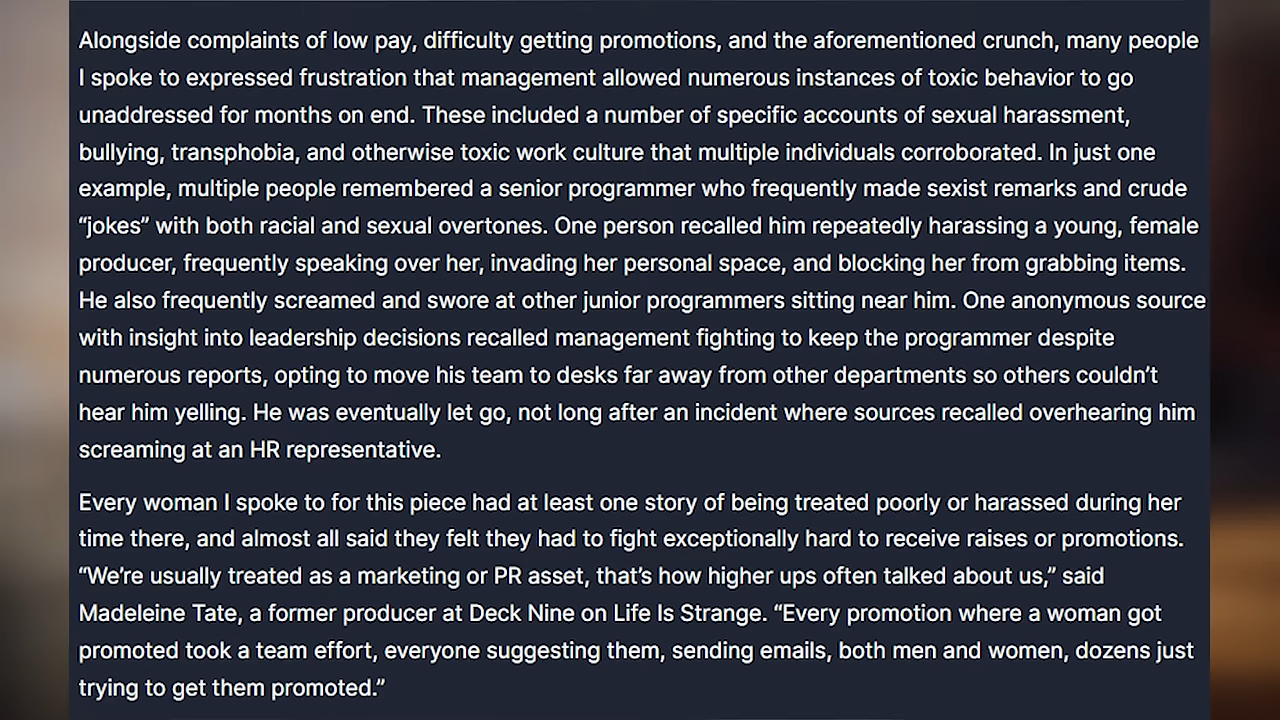 Alongside complaints of low pay, difficulty getting promotions, and the aforementioned crunch, many people
I spoke to expressed frustration that management allowed numerous instances of toxic behavior to go
unaddressed for months on end. These included a number of specific accounts of sexual harassment,
bullying, transphobia, and otherwise toxic work culture that multiple individuals corroborated. In just one
example, multiple people remembered a senior programmer who frequently made sexist remarks and crude
“jokes” with both racial and sexual overtones. One person recalled him repeatedly harassing a young, female
producer, frequently speaking over her, invading her personal space, and blocking her from grabbing items.
He also frequently screamed and swore at other junior programmers sitting near him. One anonymous source
with insight into leadership decisions recalled management fighting to keep the programmer despite
numerous reports, opting to move his team to desks far away from other departments so others couldn’t
hear him yelling. He was eventually let go, not long after an incident where sources recalled overhearing him
screaming at an HR representative.
Every woman I spoke to for this piece had at least one story of being treated poorly or harassed during her
time there, and almost all said they felt they had to fight exceptionally hard to receive raises or promotions.
“We’re usually treated as a marketing or PR asset, that’s how higher ups often talked about us,” said
Madeleine Tate, a former producer at Deck Nine on Life Is Strange. “Every promotion where a woman got
promoted took a team effort, everyone suggesting them, sending emails, both men and women, dozens just
trying to get them promoted.”